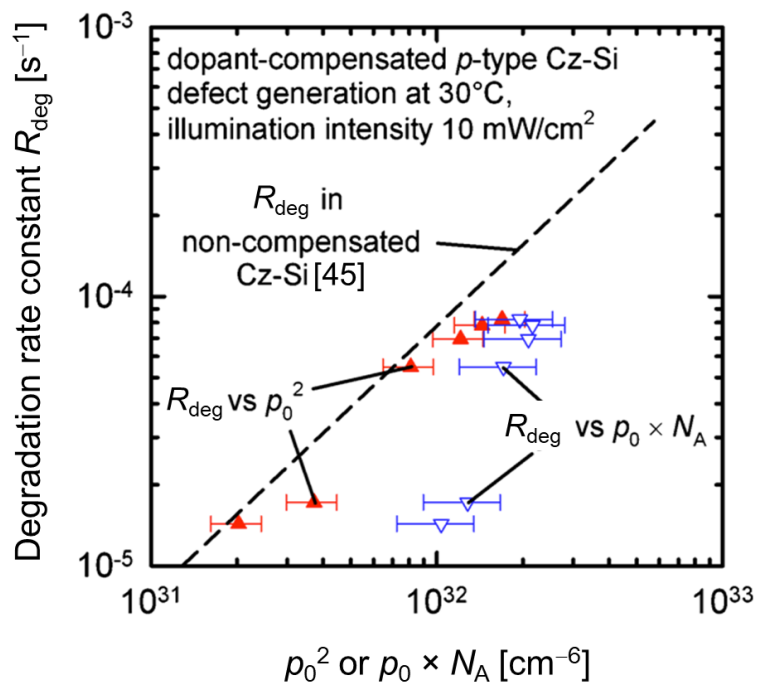 Degradation rate constant R_deg [s⁻¹]
10⁻³
10⁻⁴
10⁻⁵
dopant-compensated p-type Cz-Si
defect generation at 30°C,
illumination intensity 10 mW/cm²
R_deg in
non-compensated
Cz-Si [45]
R_deg vs p₀²
R_deg vs p₀ × N_A
10³¹
10³²
10³³
p₀² or p₀ × N_A [cm⁻⁶]